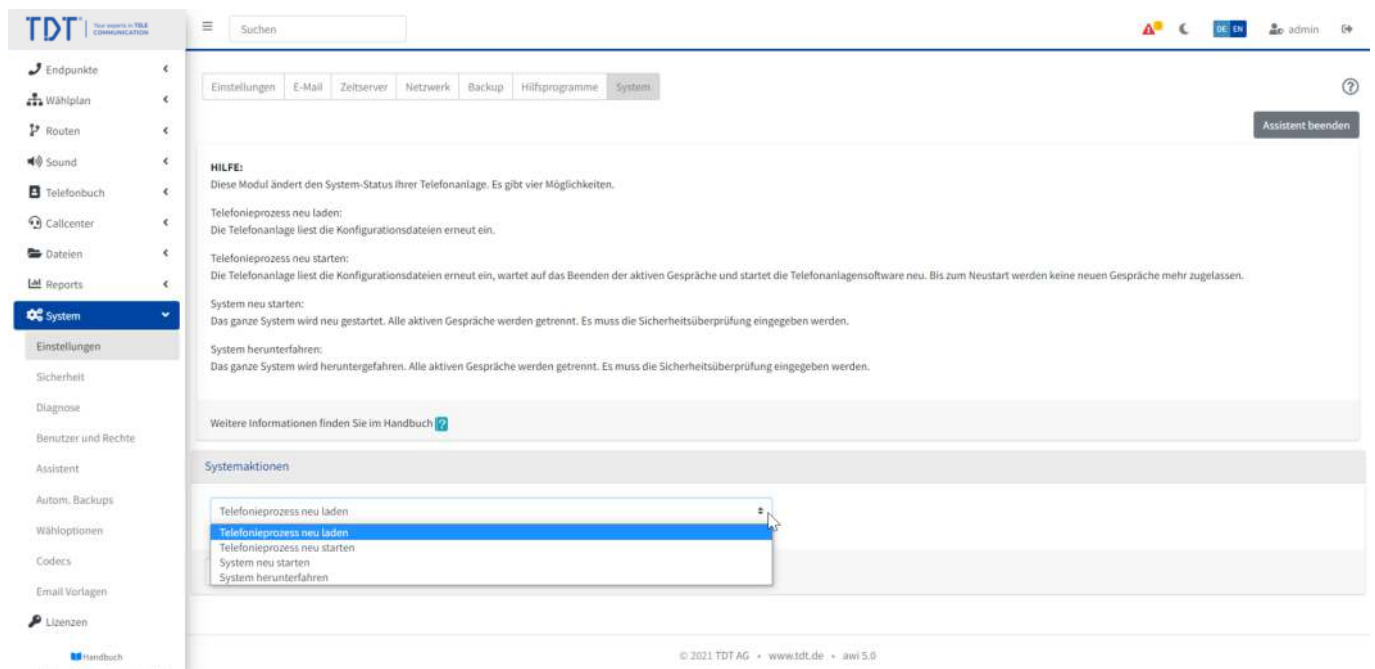 TDT Your experts in TELE
COMMUNICATION
Suchen
DE EN
admin
Endpunkte
Wählplan
Routen
Sound
Telefonbuch
Callcenter
Dateien
Reports
System
Einstellungen
Sicherheit
Diagnose
Benutzer und Rechte
Assistent
Autom. Backups
Wähloptionen
Codecs
Email Vorlagen
Lizenzen
Handbuch
Einstellungen E-Mail Zeitserver Netzwerk Backup Hilfsprogramme System
Assistent beenden
HILFE:
Diese Modul ändert den System-Status Ihrer Telefonanlage. Es gibt vier Möglichkeiten.
Telefonieprozess neu laden:
Die Telefonanlage liest die Konfigurationsdateien erneut ein.
Telefonieprozess neu starten:
Die Telefonanlage liest die Konfigurationsdateien erneut ein, wartet auf das Beenden der aktiven Gespräche und startet die Telefonanlagensoftware neu. Bis zum Neustart werden keine neuen Gespräche mehr zugelassen.
System neu starten:
Das ganze System wird neu gestartet. Alle aktiven Gespräche werden getrennt. Es muss die Sicherheitsüberprüfung eingegeben werden.
System herunterfahren:
Das ganze System wird heruntergefahren. Alle aktiven Gespräche werden getrennt. Es muss die Sicherheitsüberprüfung eingegeben werden.
Weitere Informationen finden Sie im Handbuch ?
Systemaktionen
Telefonieprozess neu laden
Telefonieprozess neu laden
Telefonieprozess neu starten
System neu starten
System herunterfahren
© 2021 TDT AG • www.tdt.de • awi 5.0